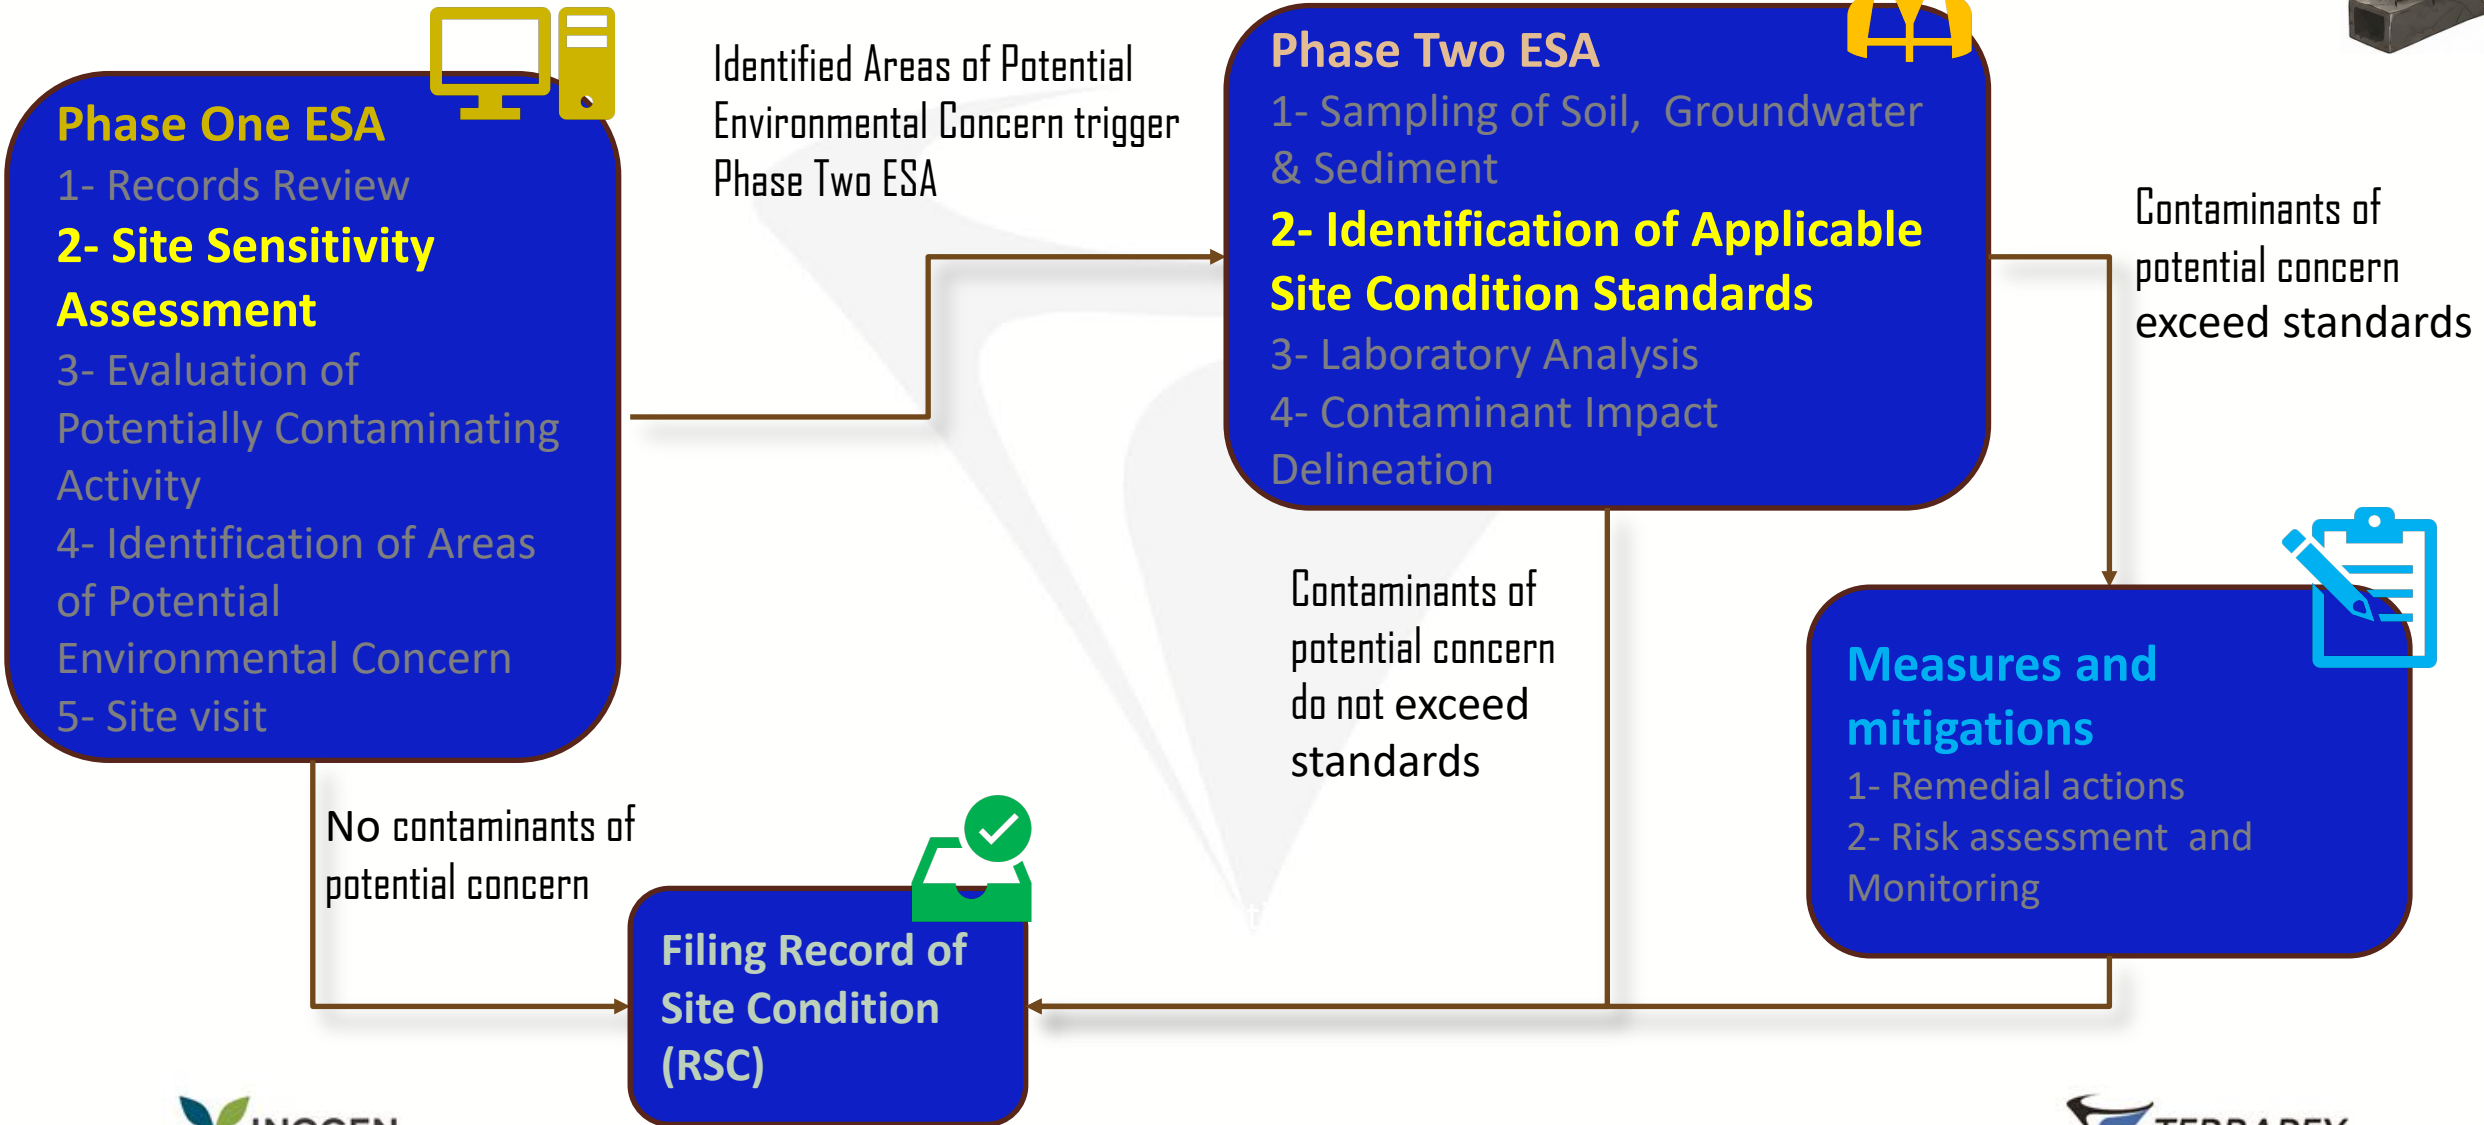 Phase One ESA
1- Records Review
2- Site Sensitivity
Assessment
3- Evaluation of
Potentially Contaminating
Activity
4- Identification of Areas
of Potential
Environmental Concern
5- Site visit
Identified Areas of Potential
Environmental Concern trigger
Phase Two ESA
Phase Two ESA
1- Sampling of Soil,  Groundwater
& Sediment
2- Identification of Applicable
Site Condition Standards
3- Laboratory Analysis
4- Contaminant Impact
Delineation
Contaminants of
potential concern
exceed standards
Contaminants of
potential concern
do not exceed
standards
Measures and
mitigations
1- Remedial actions
2- Risk assessment  and
Monitoring
No contaminants of
potential concern
Filing Record of
Site Condition
(RSC)